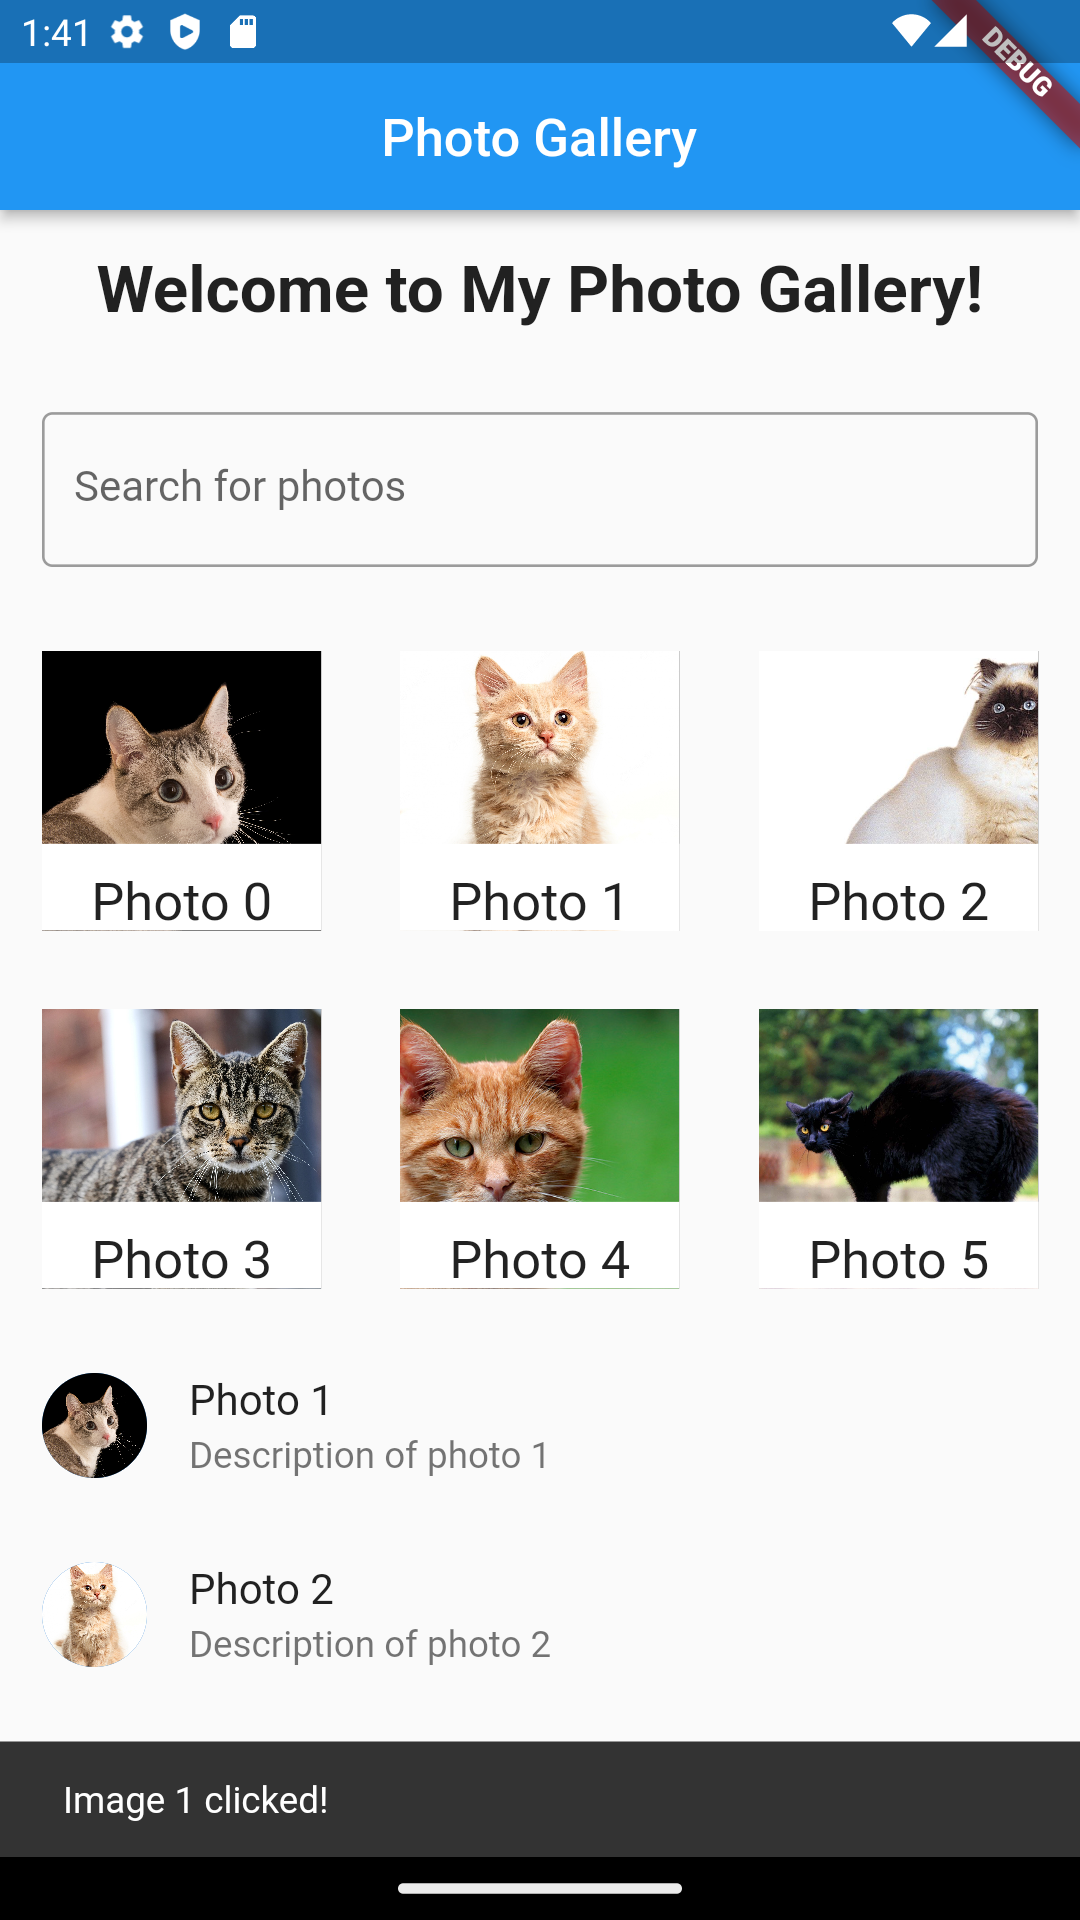 1:41
DEBUG
Photo Gallery
Welcome to My Photo Gallery!
Search for photos
Photo 0
Photo 1
Photo 2
Photo 3
Photo 4
Photo 5
Photo 1
Description of photo 1
Photo 2
Description of photo 2
Image 1 clicked!